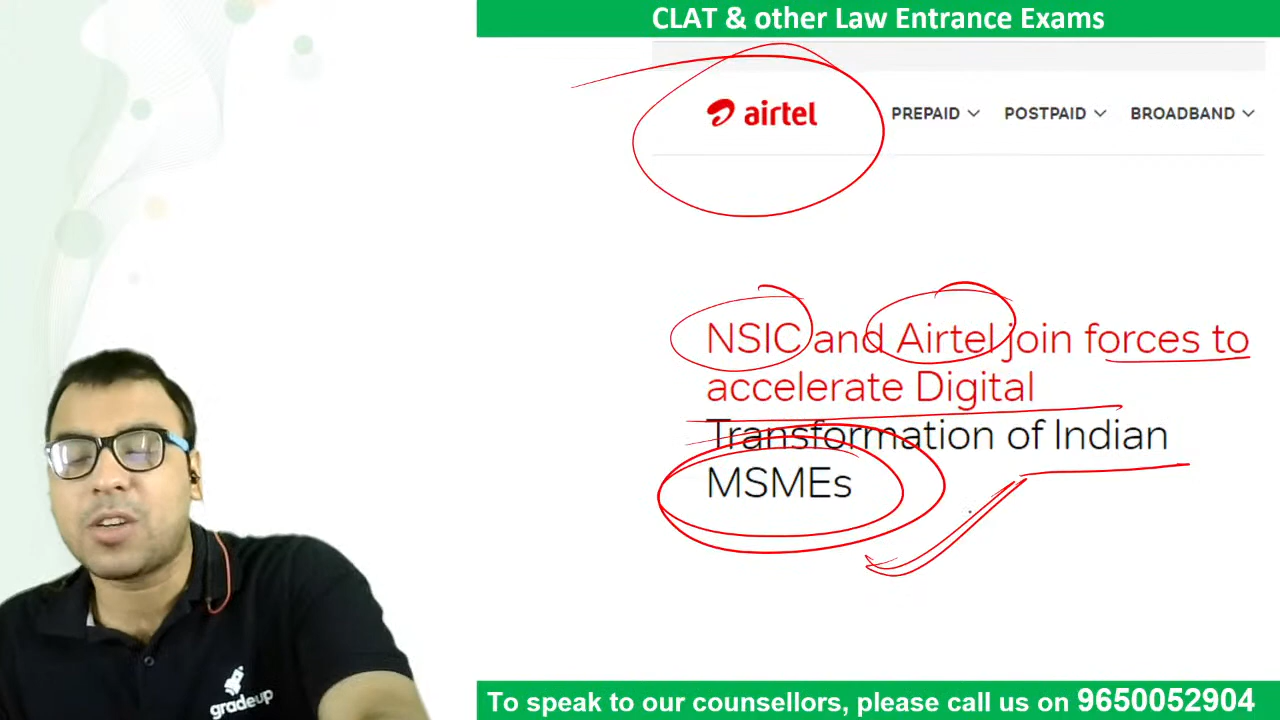 CLAT & other Law Entrance Exams
airtel PREPAID POSTPAID BROADBAND
NSIC and Airtel join forces to
accelerate Digital
Transformation of Indian
MSMEs
gradeup
To speak to our counsellors, please call us on 9650052904